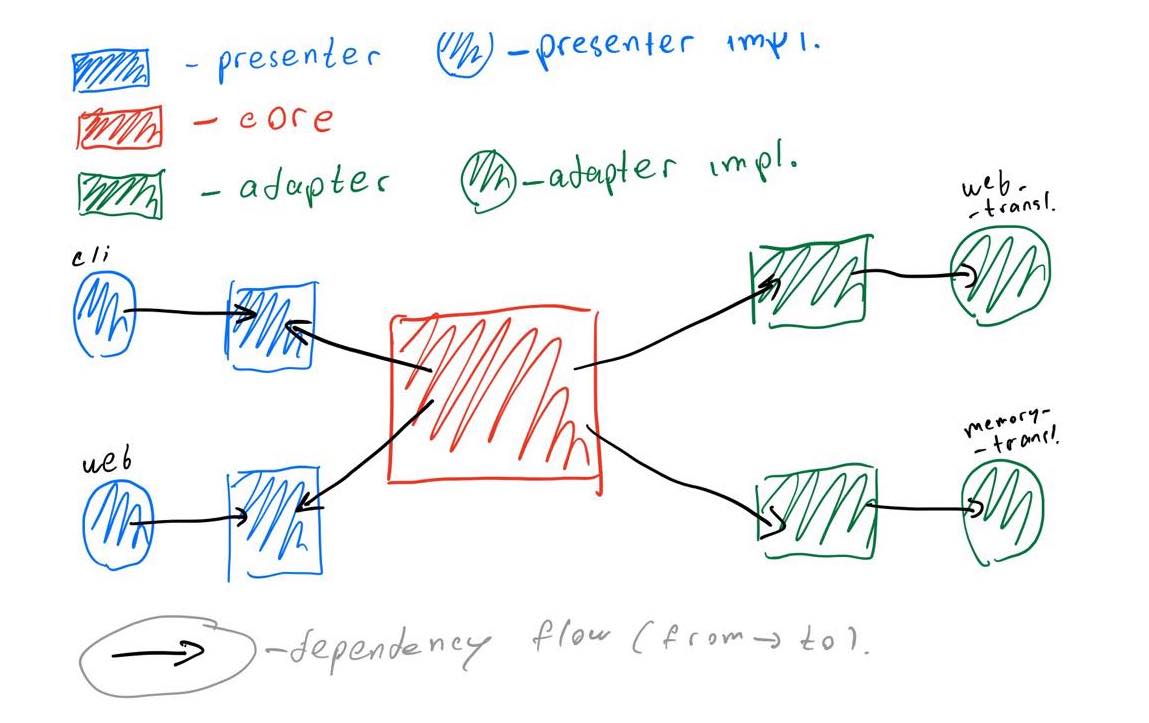 - presenter
- presenter impl.
- core
- adapter
- adapter impl.
web-
-transl.
cli
memory-
-transl.
web
- dependency flow (from → to).